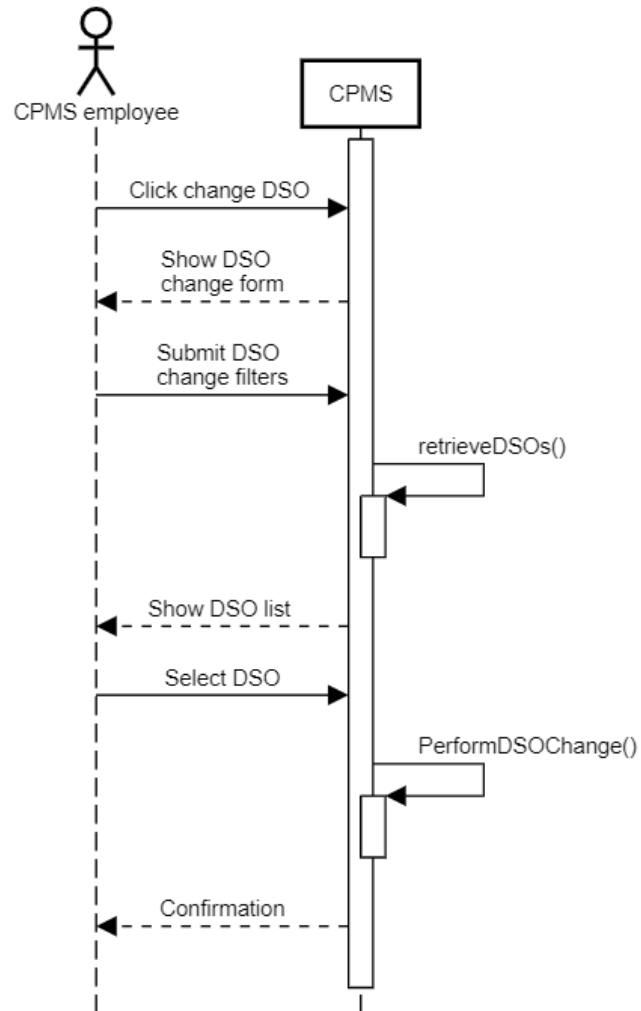 CPMS employee
CPMS
Click change DSO
Show DSO
change form
Submit DSO
change filters
retrieveDSOs()
Show DSO list
Select DSO
PerformDSOChange()
Confirmation